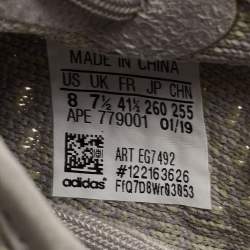 MADE IN CHINA
US UK FR JP CHN
8 7½ 41⅓ 260 255
APE 779001 01/19
ART EG7492
#122163626
adidas FfQ7D8Wr03853